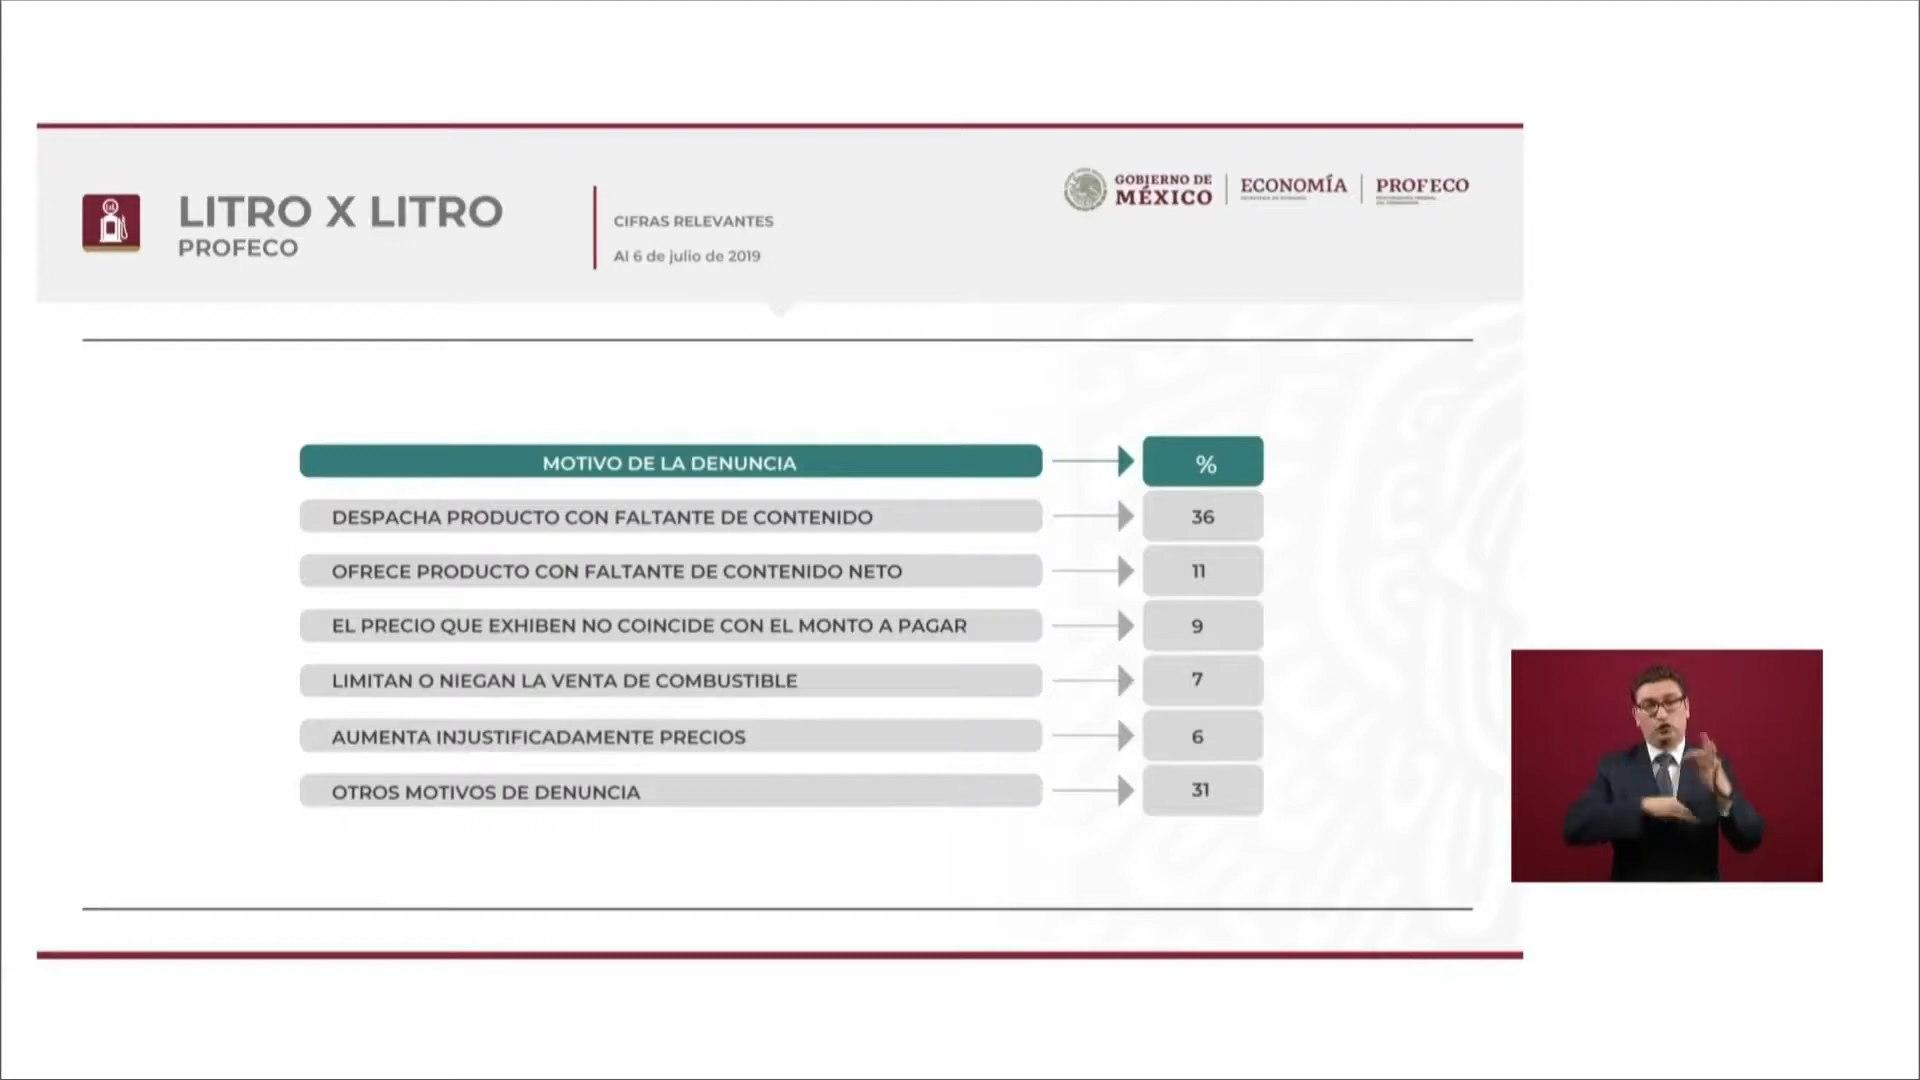 LITRO X LITRO
PROFECO
CIFRAS RELEVANTES
Al 6 de julio de 2019
GOBIERNO DE
MÉXICO
ECONOMÍA
PROFECO
MOTIVO DE LA DENUNCIA %
DESPACHA PRODUCTO CON FALTANTE DE CONTENIDO 36
OFRECE PRODUCTO CON FALTANTE DE CONTENIDO NETO 11
EL PRECIO QUE EXHIBEN NO COINCIDE CON EL MONTO A PAGAR 9
LIMITAN O NIEGAN LA VENTA DE COMBUSTIBLE 7
AUMENTA INJUSTIFICADAMENTE PRECIOS 6
OTROS MOTIVOS DE DENUNCIA 31